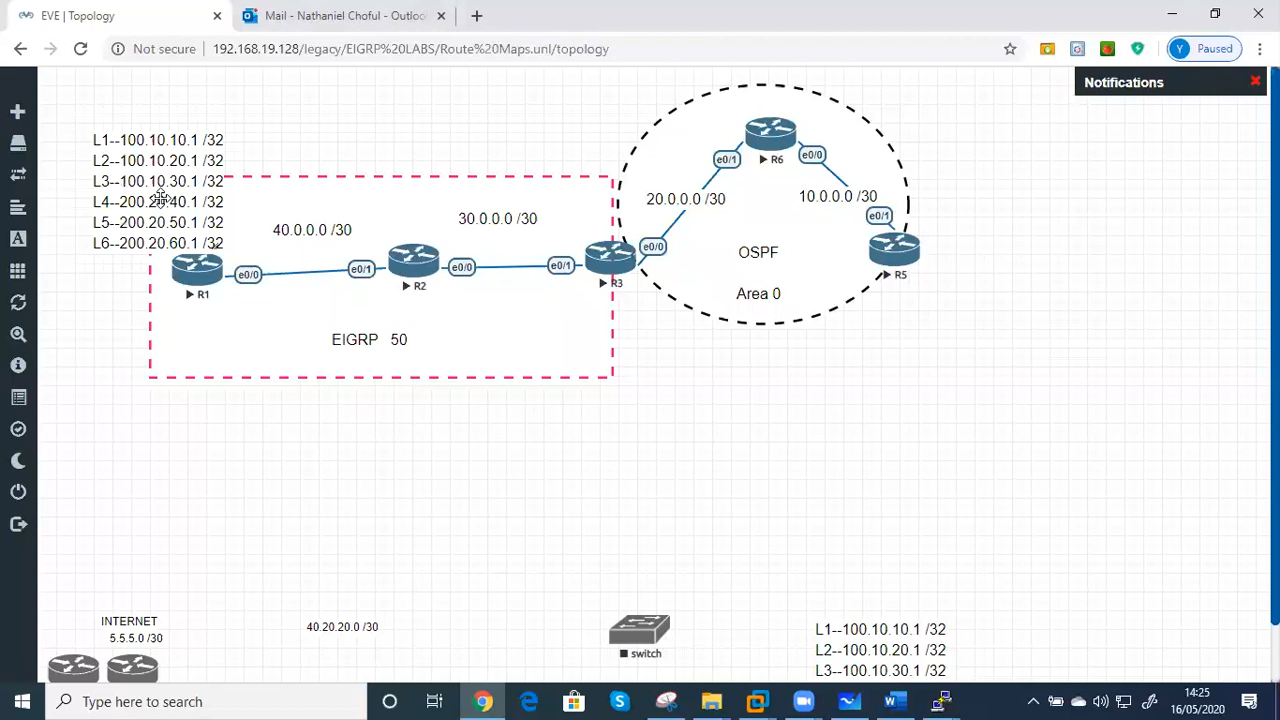 EVE | Topology
Mail - Nathaniel Choful - Outloo
Not secure
192.168.19.128/legacy/EIGRP%20LABS/Route%20Maps.unl/topology
Y
Paused
Notifications
L1--100.10.10.1 /32
L2--100.10.20.1 /32
L3--100.10.30.1 /32
L4--200.20.40.1 /32
L5--200.20.50.1 /32
L6--200.20.60.1 /32
40.0.0.0 /30
30.0.0.0 /30
20.0.0.0 /30
10.0.0.0 /30
e0/1
R6
e0/0
e0/1
e0/0
R5
e0/0
R1
e0/1
R2
e0/0
e0/1
R3
OSPF
Area 0
EIGRP 50
INTERNET
5.5.5.0 /30
40.20.20.0 /30
switch
L1--100.10.10.1 /32
L2--100.10.20.1 /32
L3--100.10.30.1 /32
Type here to search
14:25
16/05/2020